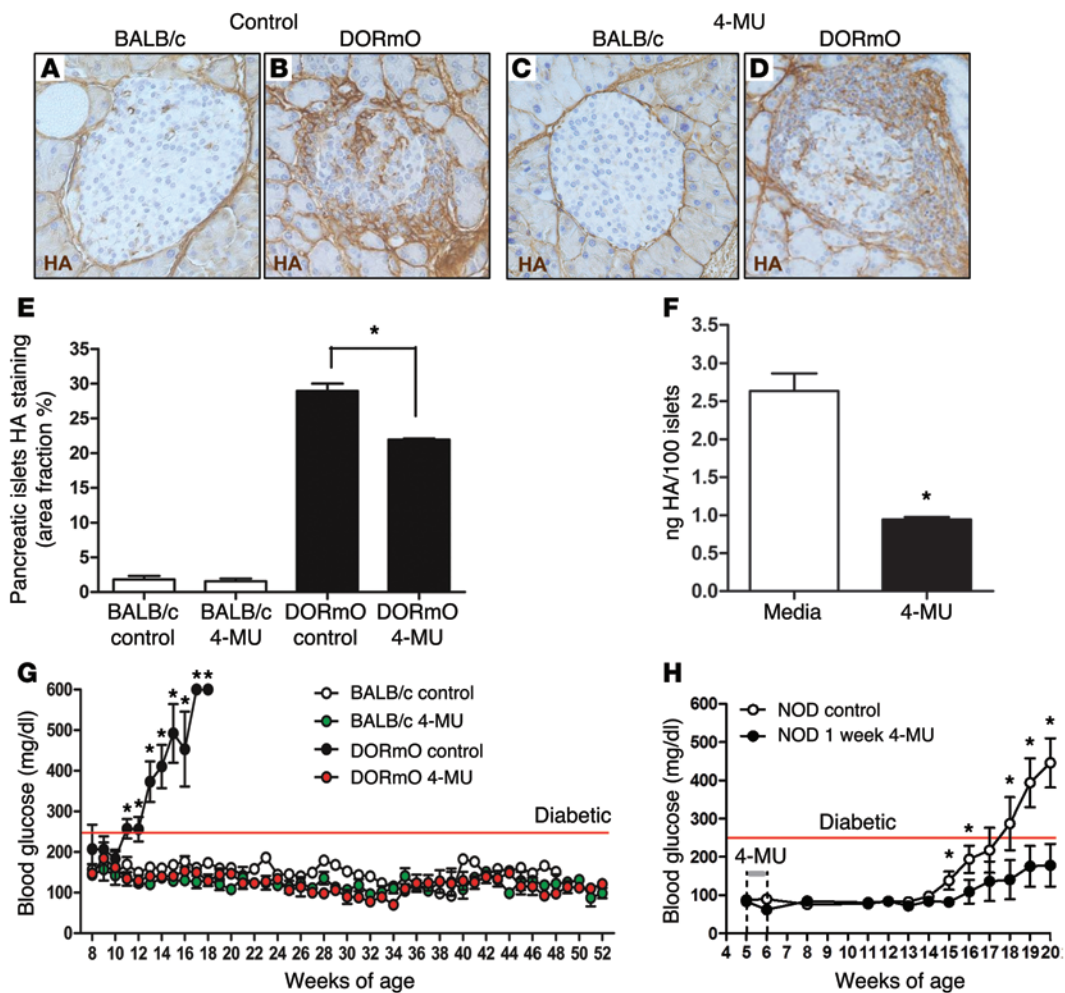 Control 4-MU
BALB/c DORmO BALB/c DORmO
A B C D
HA HA HA HA
E
Pancreatic islets HA staining
(area fraction %)
35
30
25
20
15
10
5
0
*
BALB/c control
BALB/c 4-MU
DORmO control
DORmO 4-MU
F
ng HA/100 islets
3.5
3.0
2.5
2.0
1.5
1.0
0.5
0.0
*
Media 4-MU
G
Blood glucose (mg/dl)
600
500
400
300
200
100
0
* * * * * * * *
BALB/c control
BALB/c 4-MU
DORmO control
DORmO 4-MU
Diabetic
8 10 12 14 16 18 20 22 24 26 28 30 32 34 36 38 40 42 44 46 48 50 52
Weeks of age
H
Blood glucose (mg/dl)
600
500
400
300
200
100
0
NOD control
NOD 1 week 4-MU
Diabetic
4-MU
* * * * *
4 5 6 7 8 9 10 11 12 13 14 15 16 17 18 19 20
Weeks of age